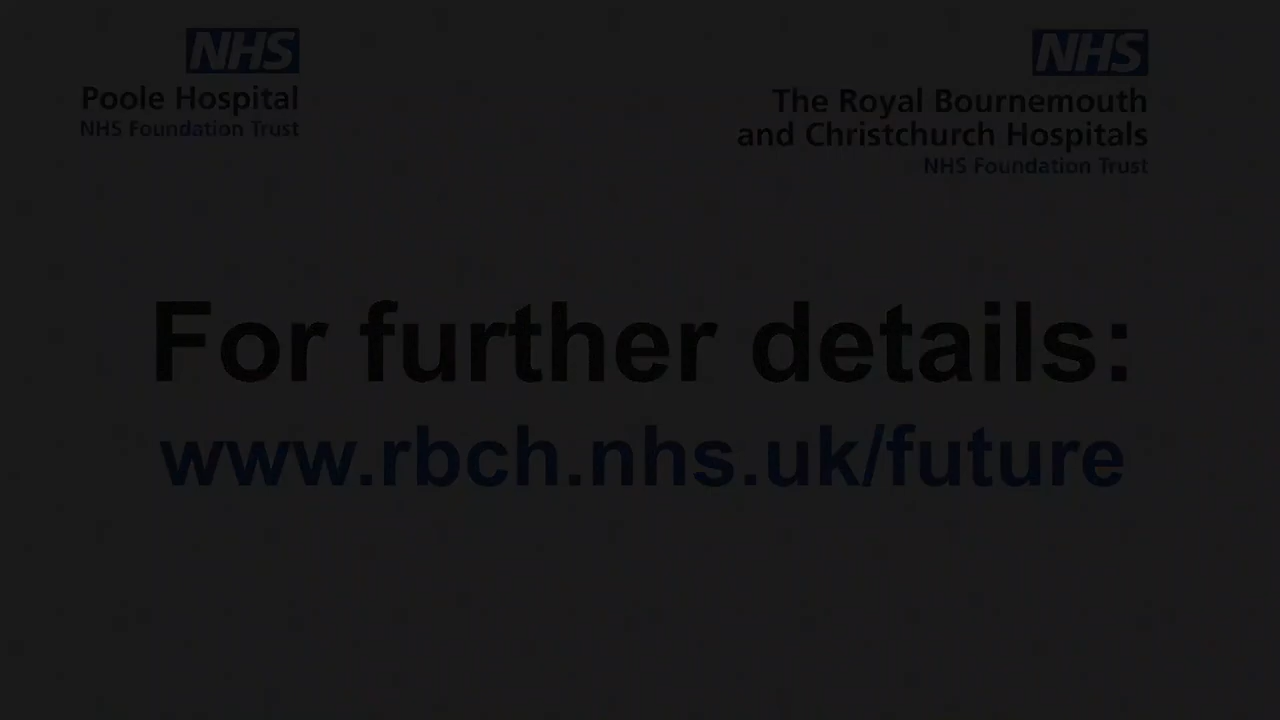 NHS
Poole Hospital
NHS Foundation Trust
NHS
The Royal Bournemouth
and Christchurch Hospitals
NHS Foundation Trust
For further details:
www.rbch.nhs.uk/future